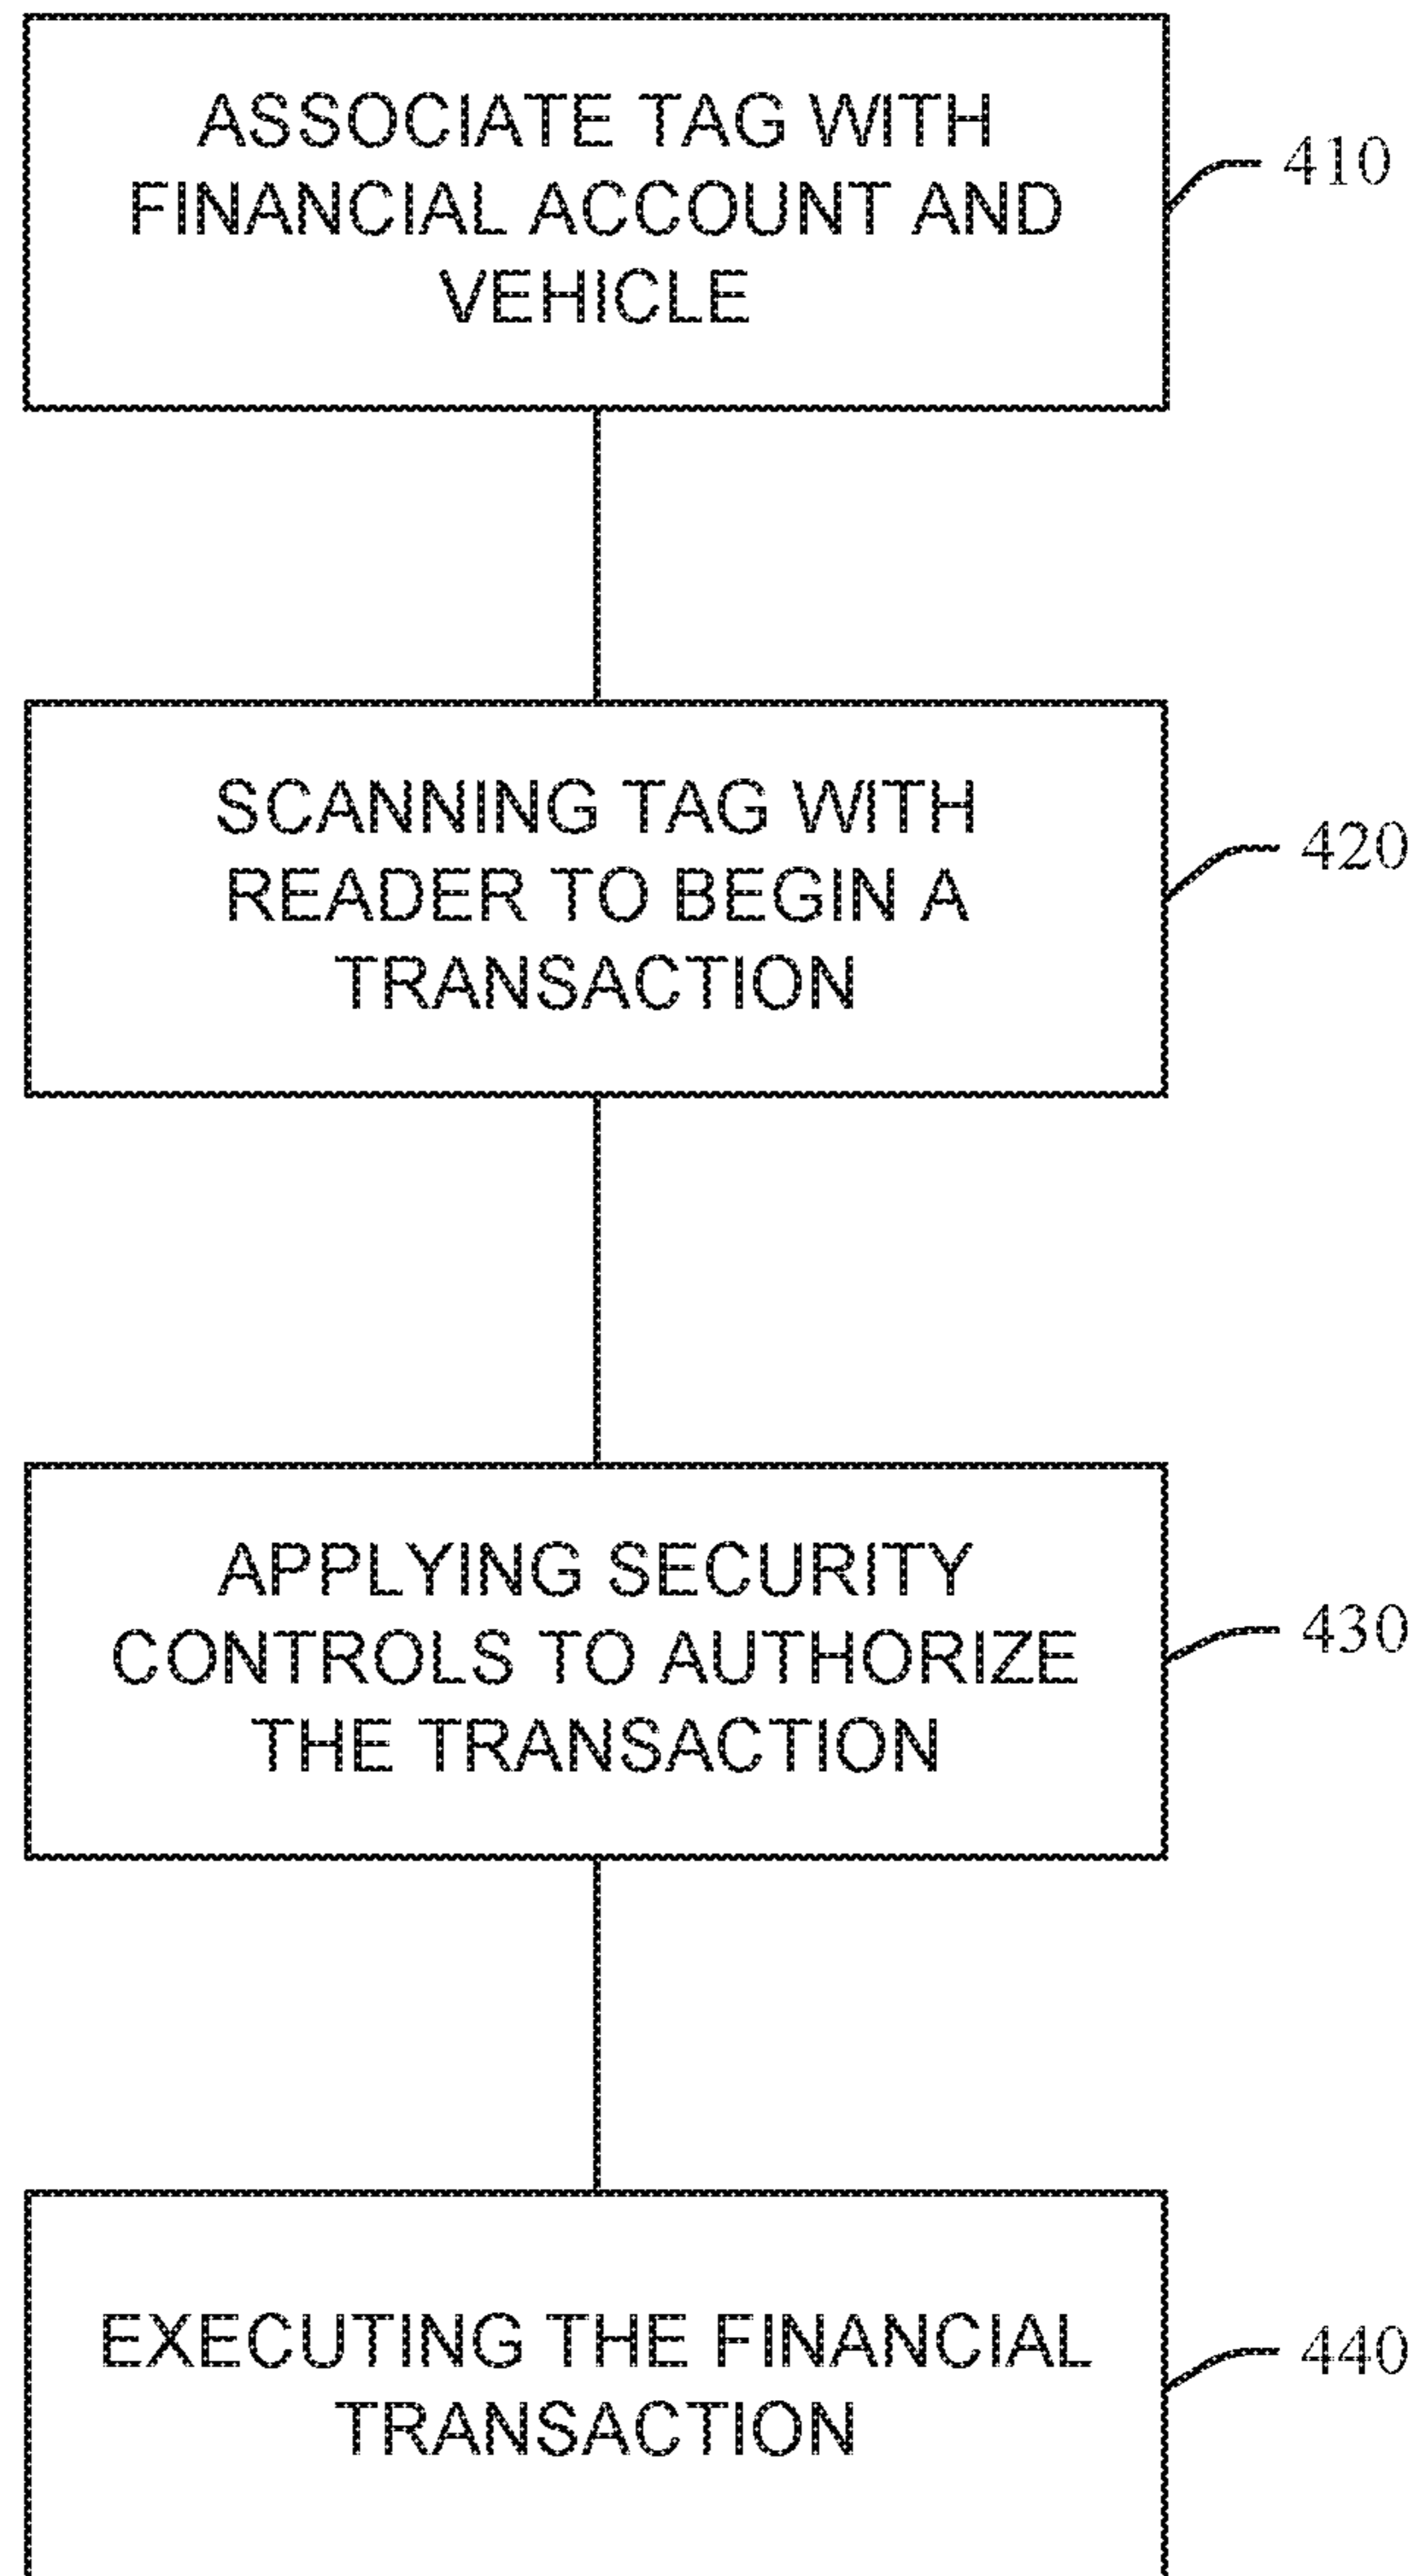 ASSOCIATE TAG WITH
FINANCIAL ACCOUNT AND
VEHICLE
410
SCANNING TAG WITH
READER TO BEGIN A
TRANSACTION
420
APPLYING SECURITY
CONTROLS TO AUTHORIZE
THE TRANSACTION
430
EXECUTING THE FINANCIAL
TRANSACTION
440